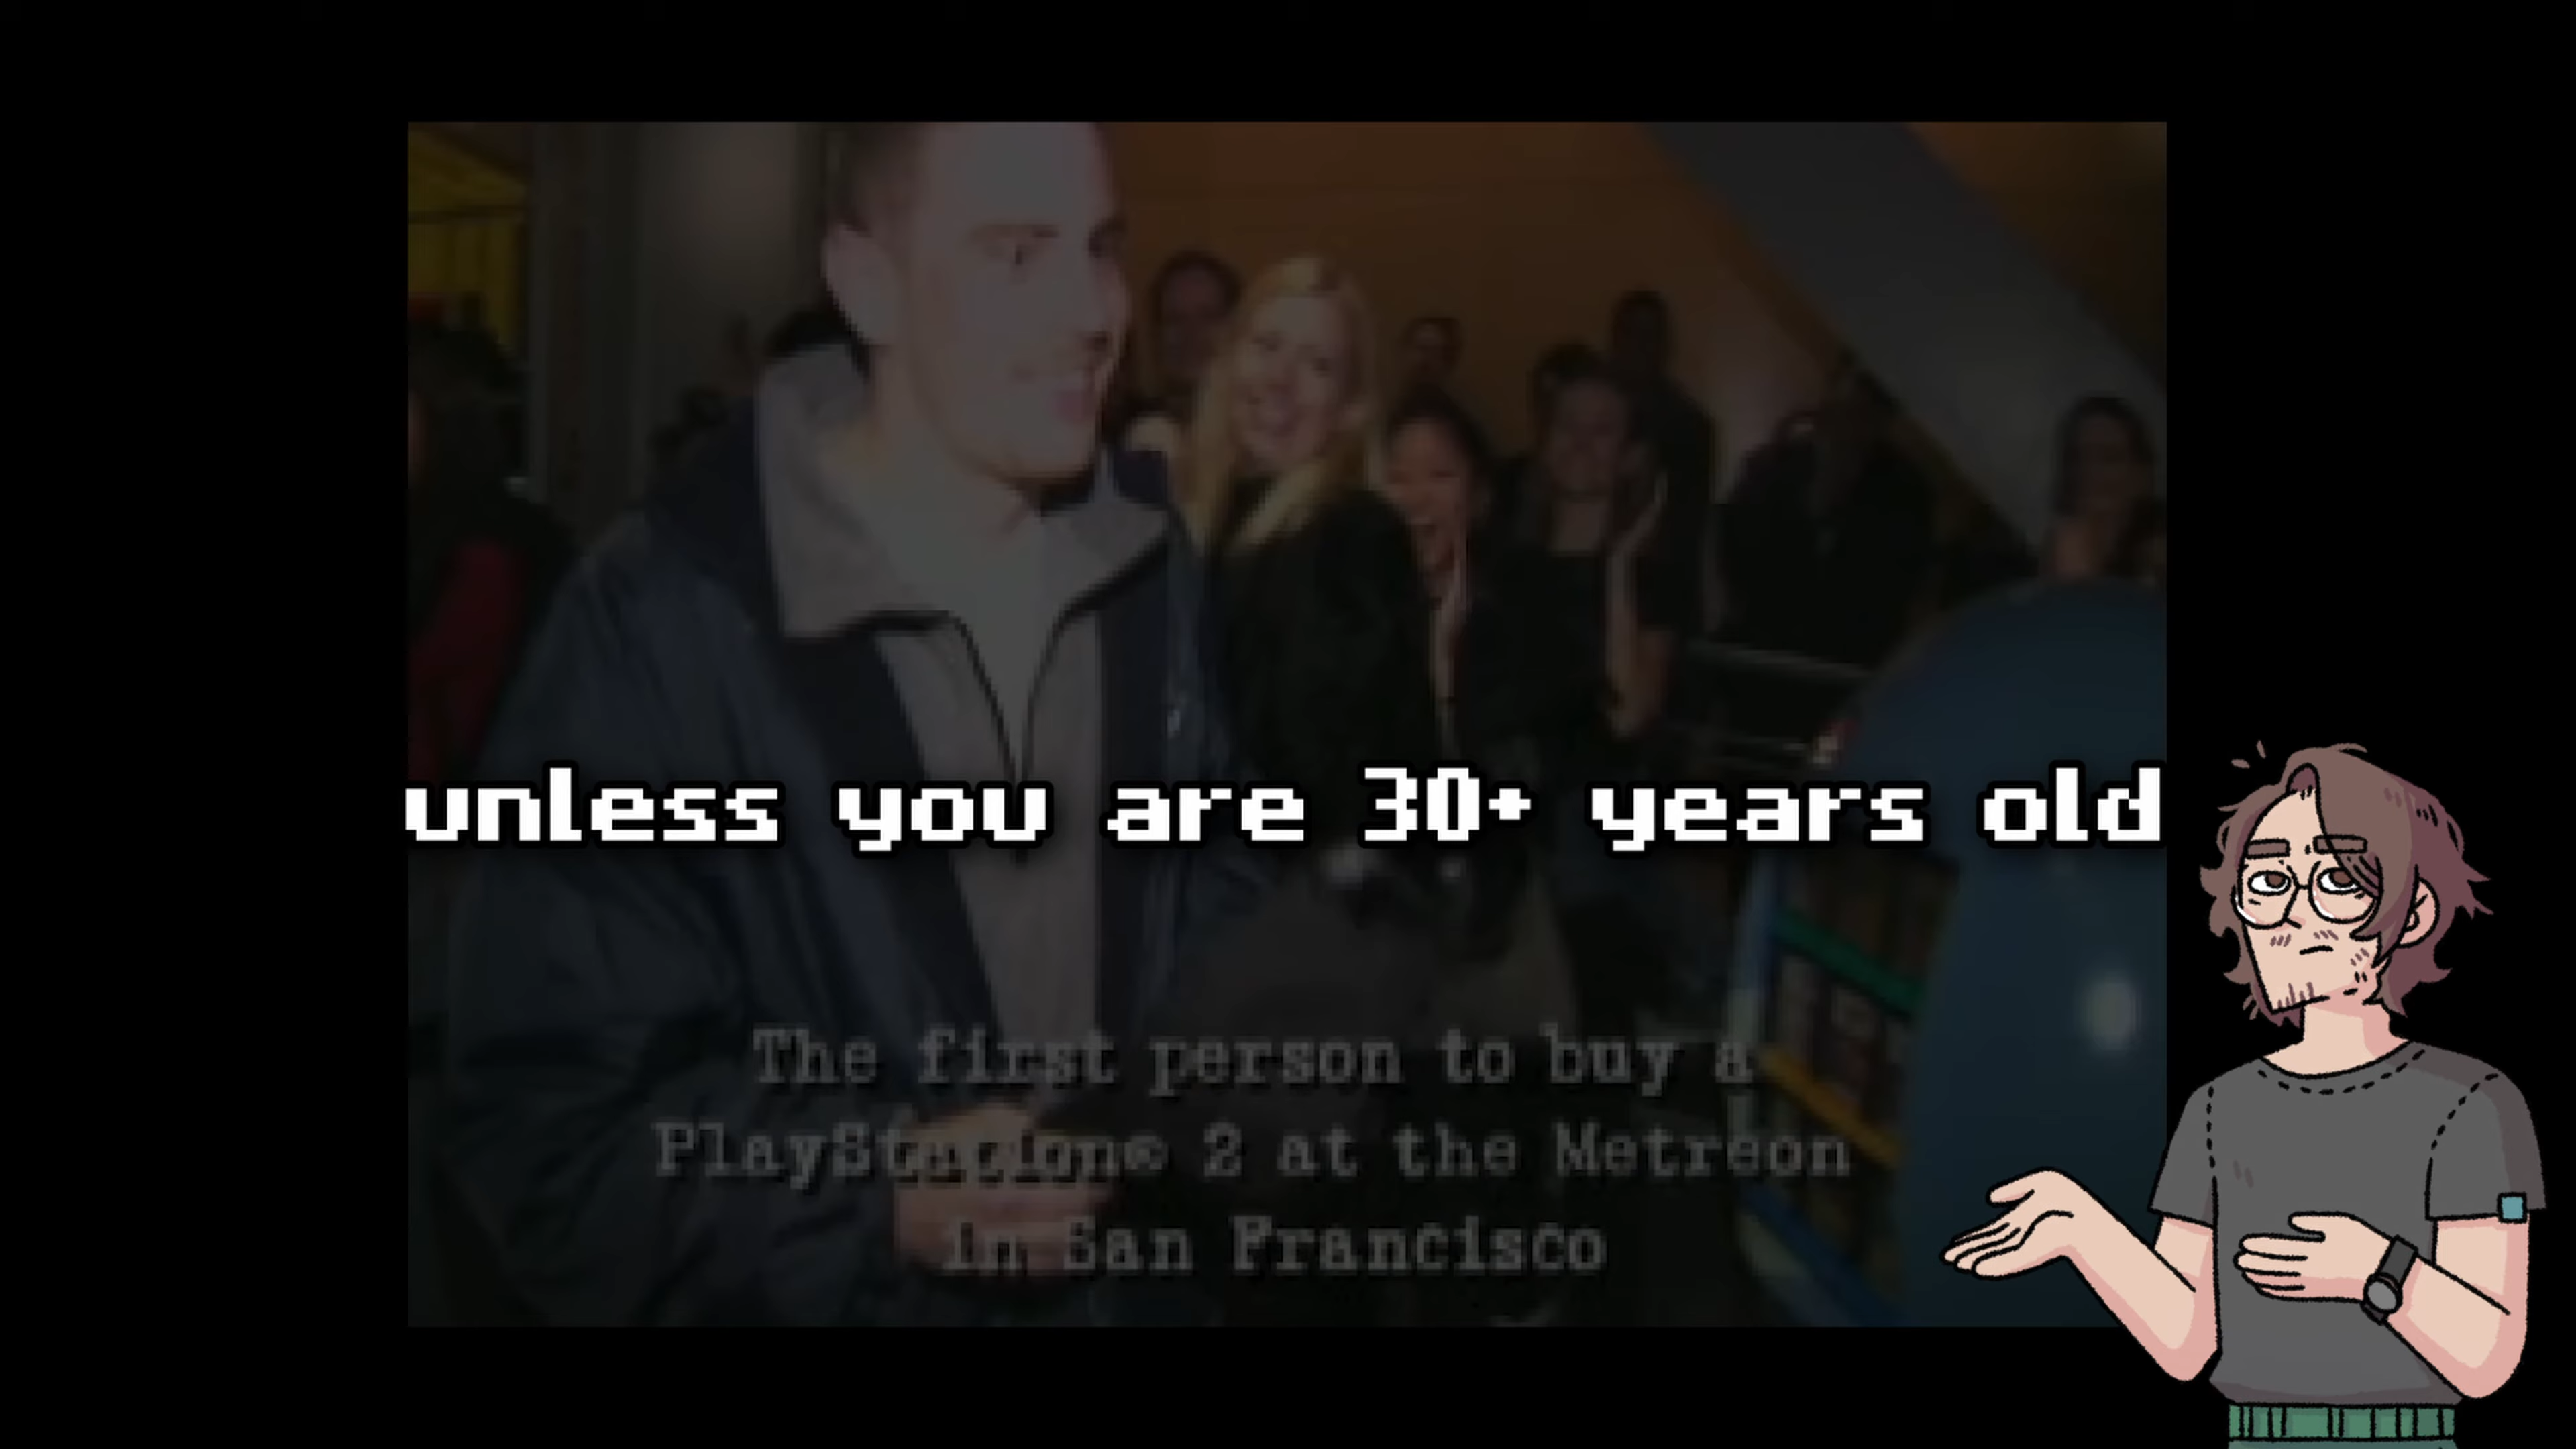 unless you are 30+ years old
The first person to buy a
PlayStation® 2 at the Metreon
in San Francisco